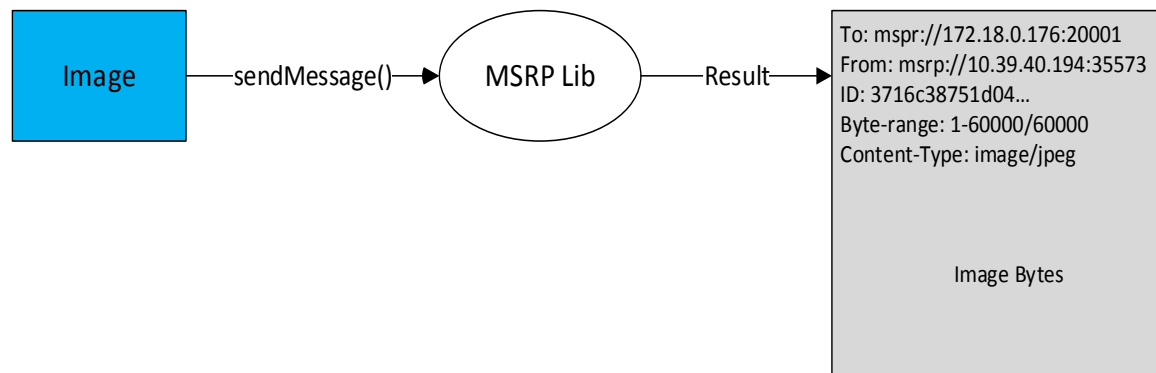 Image
sendMessage()
MSRP Lib
Result
To: mspr://172.18.0.176:20001
From: msrp://10.39.40.194:35573
ID: 3716c38751d04...
Byte-range: 1-60000/60000
Content-Type: image/jpeg
Image Bytes